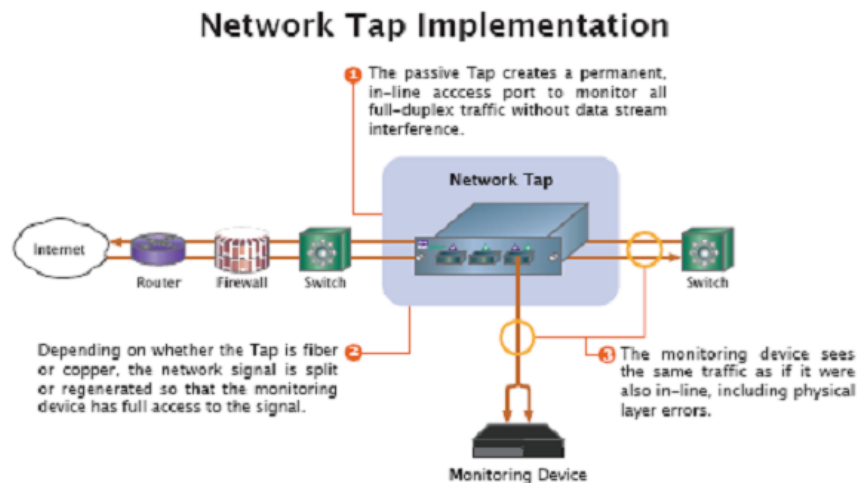 Network Tap Implementation
1 The passive Tap creates a permanent,
in-line acccess port to monitor all
full-duplex traffic without data stream
interference.
Network Tap
Internet
Router
Firewall
Switch
Switch
Depending on whether the Tap is fiber 2
or copper, the network signal is split
or regenerated so that the monitoring
device has full access to the signal.
3 The monitoring device sees
the same traffic as if it were
also in-line, including physical
layer errors.
Monitoring Device